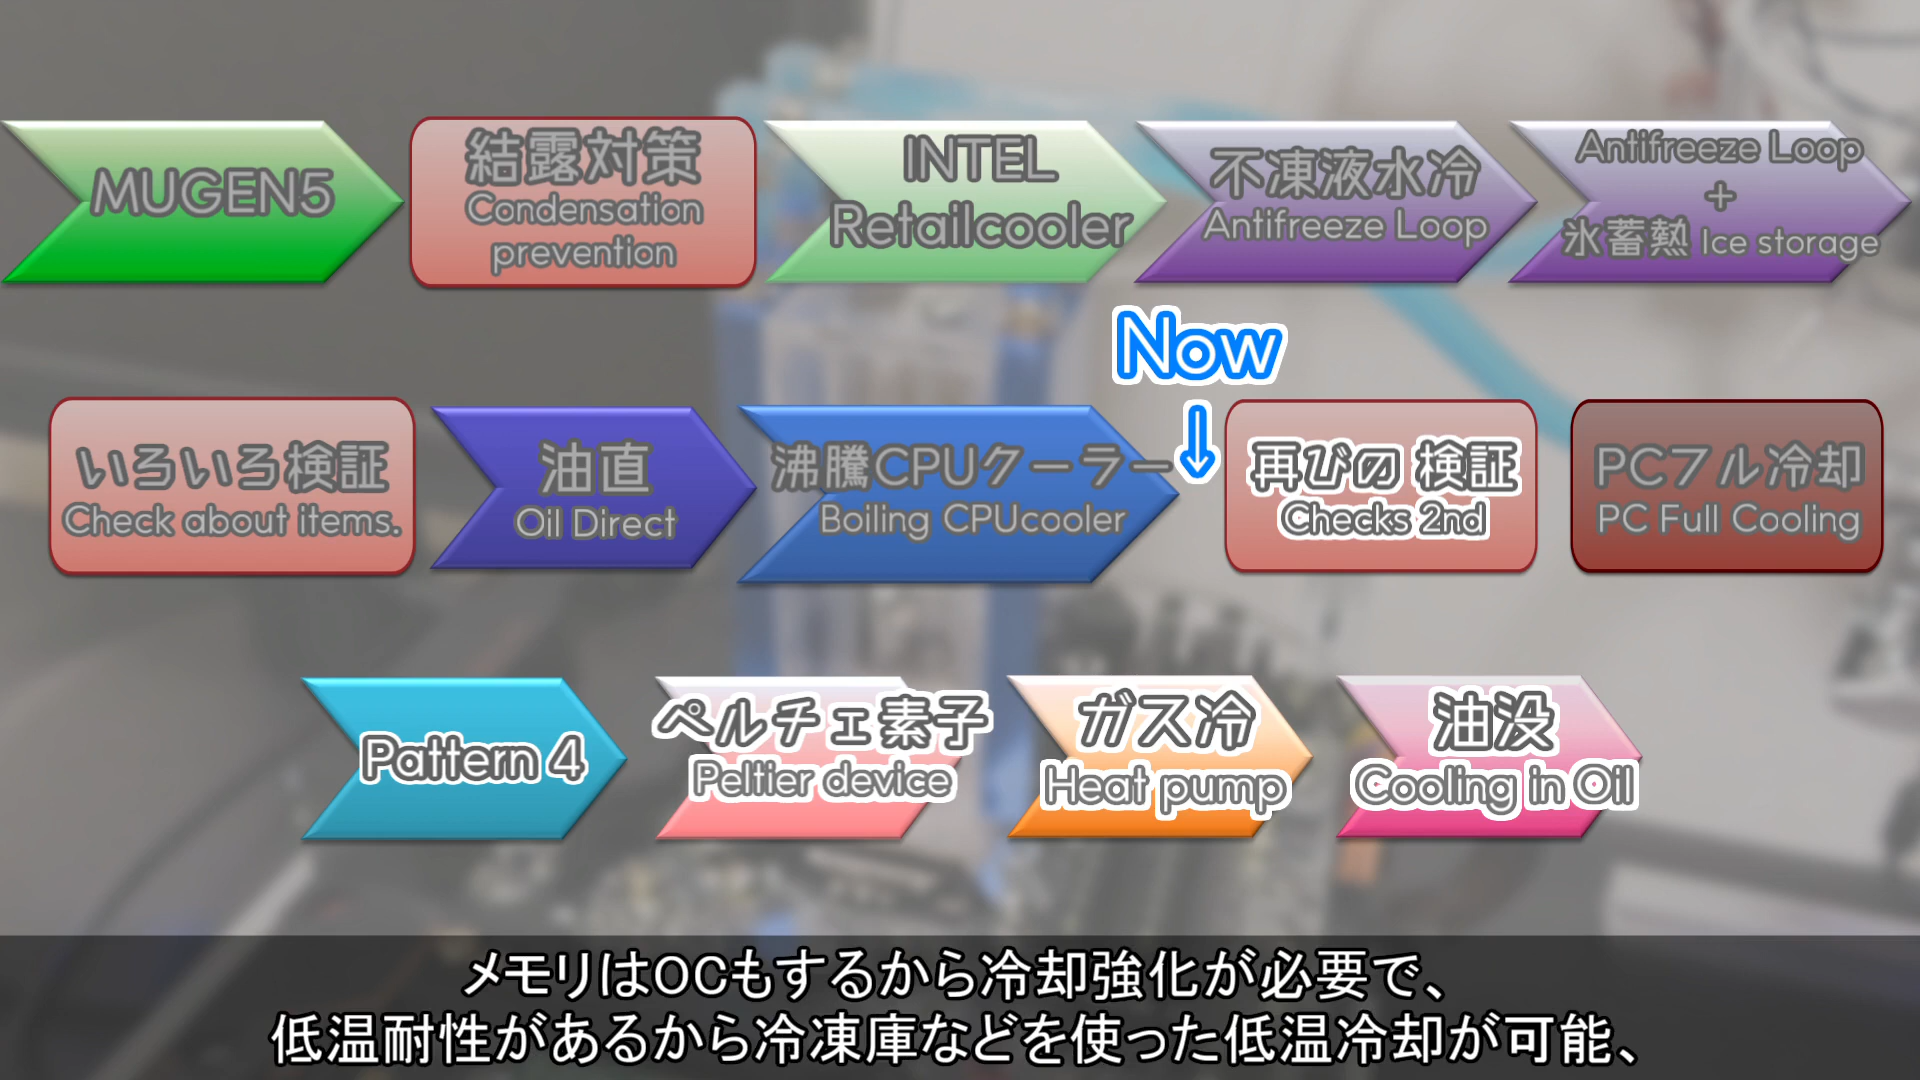 MUGEN5
結露対策
Condensation
prevention
INTEL
Retailcooler
不凍液水冷
Antifreeze Loop
Antifreeze Loop
+
氷蓄熱 Ice storage
Now
↓
いろいろ検証
Check about items.
油直
Oil Direct
沸騰CPUクーラー
Boiling CPUcooler
再びの 検証
Checks 2nd
PCフル冷却
PC Full Cooling
Pattern 4
ペルチェ素子
Peltier device
ガス冷
Heat pump
油没
Cooling in Oil
メモリはOCもするから冷却強化が必要で、
低温耐性があるから冷凍庫などを使った低温冷却が可能、